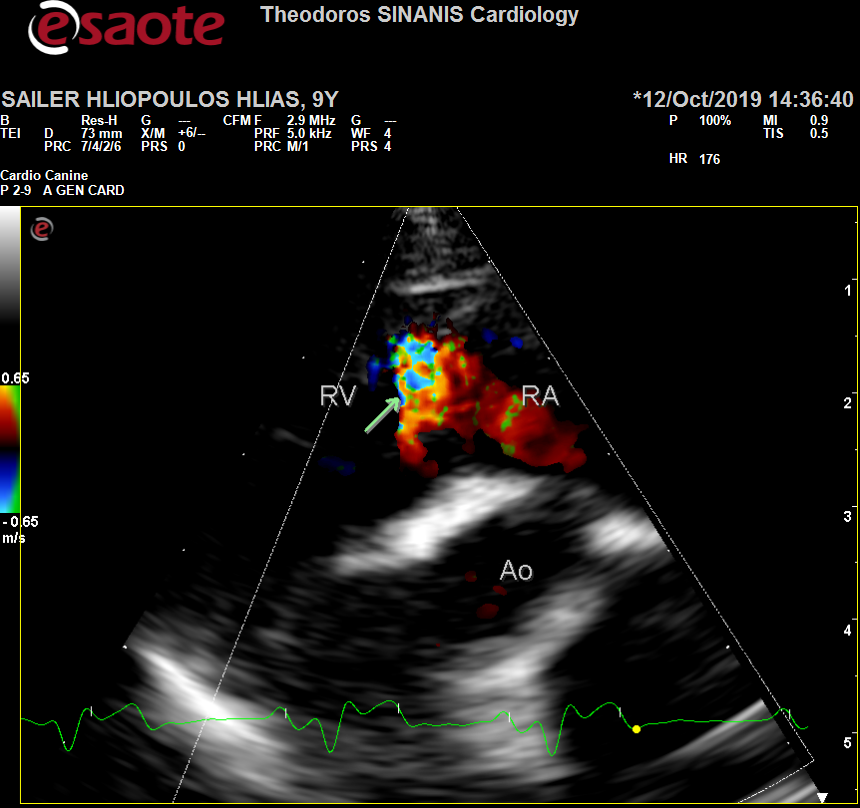 esaote
Theodoros SINANIS Cardiology
SAILER HLIOPOULOS HLIAS, 9Y
*12/Oct/2019 14:36:40
B Res-H G --- CFM F 2.9 MHz G --- P 100% MI 0.9
TEI D 73 mm X/M +6/-- PRF 5.0 kHz WF 4 TIS 0.5
PRC 7/4/2/6 PRS 0 PRC M/1 PRS 4
HR 176
Cardio Canine
P 2-9 A GEN CARD
e
1
0.65
RV
RA
2
3
- 0.65
m/s
Ao
4
5